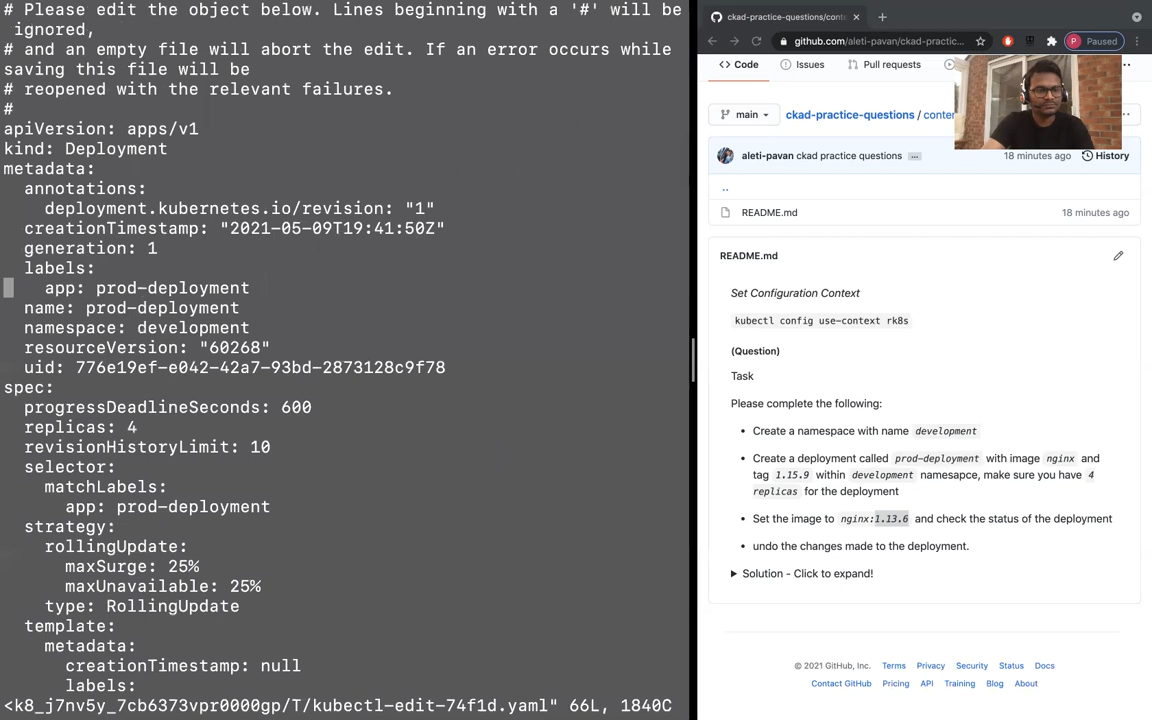 # Please edit the object below. Lines beginning with a '#' will be
ignored,
# and an empty file will abort the edit. If an error occurs while
saving this file will be
# reopened with the relevant failures.
#
apiVersion: apps/v1
kind: Deployment
metadata:
  annotations:
    deployment.kubernetes.io/revision: "1"
  creationTimestamp: "2021-05-09T19:41:50Z"
  generation: 1
  labels:
    app: prod-deployment
  name: prod-deployment
  namespace: development
  resourceVersion: "60268"
  uid: 776e19ef-e042-42a7-93bd-2873128c9f78
spec:
  progressDeadlineSeconds: 600
  replicas: 4
  revisionHistoryLimit: 10
  selector:
    matchLabels:
      app: prod-deployment
  strategy:
    rollingUpdate:
      maxSurge: 25%
      maxUnavailable: 25%
    type: RollingUpdate
  template:
    metadata:
      creationTimestamp: null
      labels:
<k8_j7nv5y_7cb6373vpr0000gp/T/kubectl-edit-74f1d.yaml" 66L, 1840C
ckad-practice-questions/conte
github.com/aleti-pavan/ckad-practic...
P Paused
Code Issues Pull requests
main ckad-practice-questions / conten
aleti-pavan ckad practice questions ... 18 minutes ago History
..
README.md 18 minutes ago
README.md
Set Configuration Context
kubectl config use-context rk8s
(Question)
Task
Please complete the following:
• Create a namespace with name development
• Create a deployment called prod-deployment with image nginx and
tag 1.15.9 within development namesapce, make sure you have 4
replicas for the deployment
• Set the image to nginx:1.13.6 and check the status of the deployment
• undo the changes made to the deployment.
Solution - Click to expand!
© 2021 GitHub, Inc. Terms Privacy Security Status Docs
Contact GitHub Pricing API Training Blog About